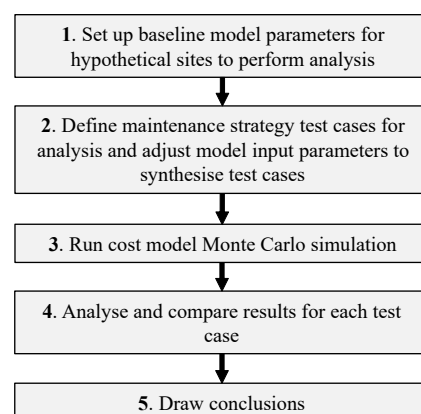 1. Set up baseline model parameters for
hypothetical sites to perform analysis
2. Define maintenance strategy test cases for
analysis and adjust model input parameters to
synthesise test cases
3. Run cost model Monte Carlo simulation
4. Analyse and compare results for each test
case
5. Draw conclusions